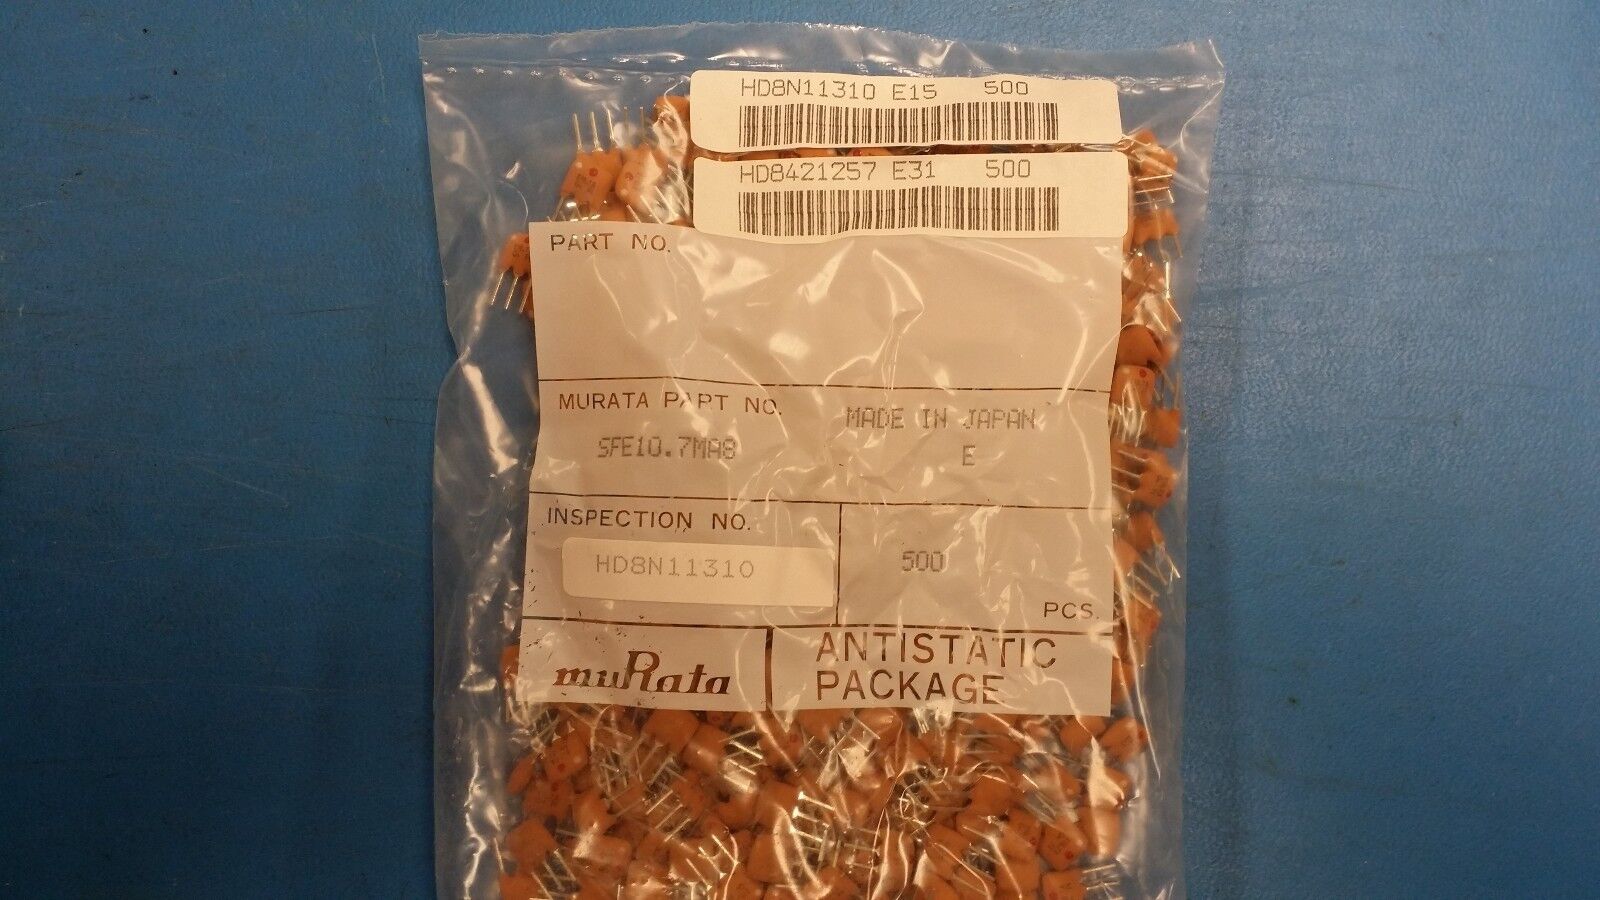 HD8N11310 E15 500
HD8421257 E31 500
PART NO.
MURATA PART NO.
MADE IN JAPAN
SFE10.7MA8
E
INSPECTION NO.
HD8N11310
500
PCS.
muRata
ANTISTATIC
PACKAGE